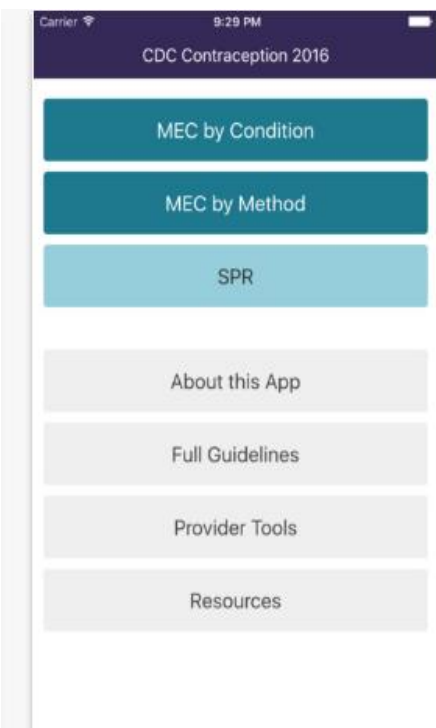 Carrier 9:29 PM
CDC Contraception 2016
MEC by Condition
MEC by Method
SPR
About this App
Full Guidelines
Provider Tools
Resources